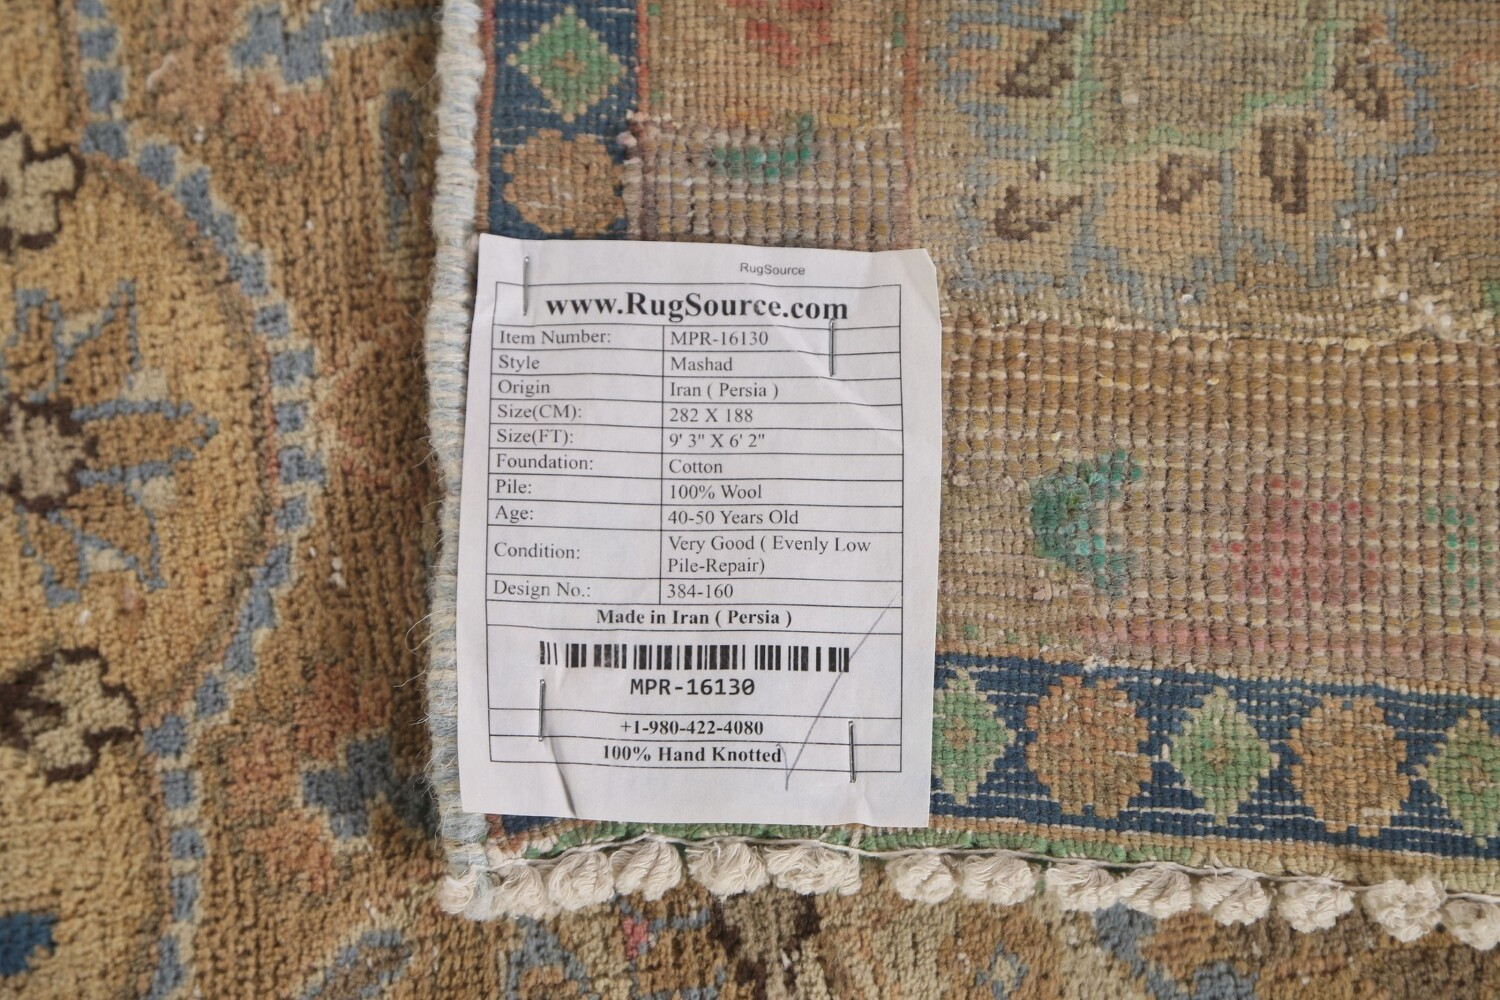 RugSource
www.RugSource.com
Item Number: MPR-16130
Style Mashad
Origin Iran ( Persia )
Size(CM): 282 X 188
Size(FT): 9' 3" X 6' 2"
Foundation: Cotton
Pile: 100% Wool
Age: 40-50 Years Old
Condition: Very Good ( Evenly Low
Pile-Repair)
Design No.: 384-160
Made in Iran ( Persia )
MPR-16130
+1-980-422-4080
100% Hand Knotted